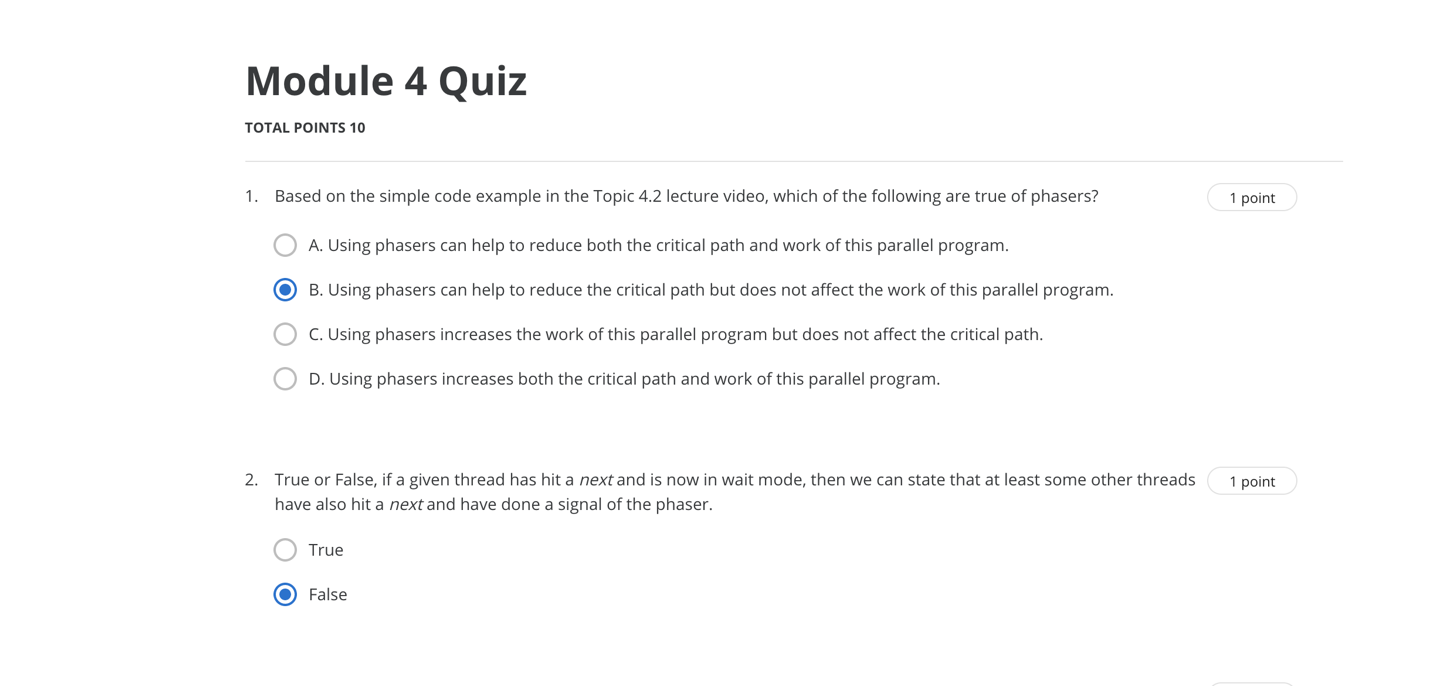 Module 4 Quiz
TOTAL POINTS 10
1. Based on the simple code example in the Topic 4.2 lecture video, which of the following are true of phasers?
1 point
A. Using phasers can help to reduce both the critical path and work of this parallel program.
B. Using phasers can help to reduce the critical path but does not affect the work of this parallel program.
C. Using phasers increases the work of this parallel program but does not affect the critical path.
D. Using phasers increases both the critical path and work of this parallel program.
2. True or False, if a given thread has hit a next and is now in wait mode, then we can state that at least some other threads
1 point
have also hit a next and have done a signal of the phaser.
True
False